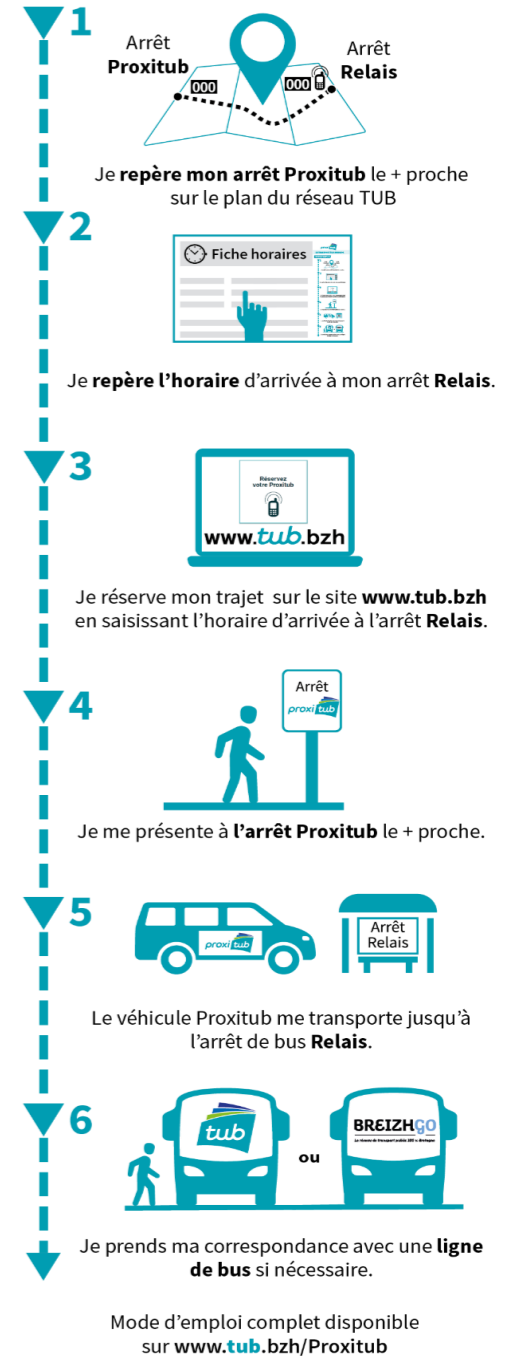 1
Arrêt
Proxitub
Arrêt
Relais
000
000
Je repère mon arrêt Proxitub le + proche
sur le plan du réseau TUB
2
Fiche horaires
Je repère l'horaire d'arrivée à mon arrêt Relais.
3
Réservez
votre Proxitub
www.tub.bzh
Je réserve mon trajet sur le site www.tub.bzh
en saisissant l'horaire d'arrivée à l'arrêt Relais.
4
Arrêt
proxitub
Je me présente à l'arrêt Proxitub le + proche.
5
proxitub
Arrêt
Relais
Le véhicule Proxitub me transporte jusqu'à
l'arrêt de bus Relais.
6
tub
ou
BREIZHGO
Je prends ma correspondance avec une ligne
de bus si nécessaire.
Mode d'emploi complet disponible
sur www.tub.bzh/Proxitub